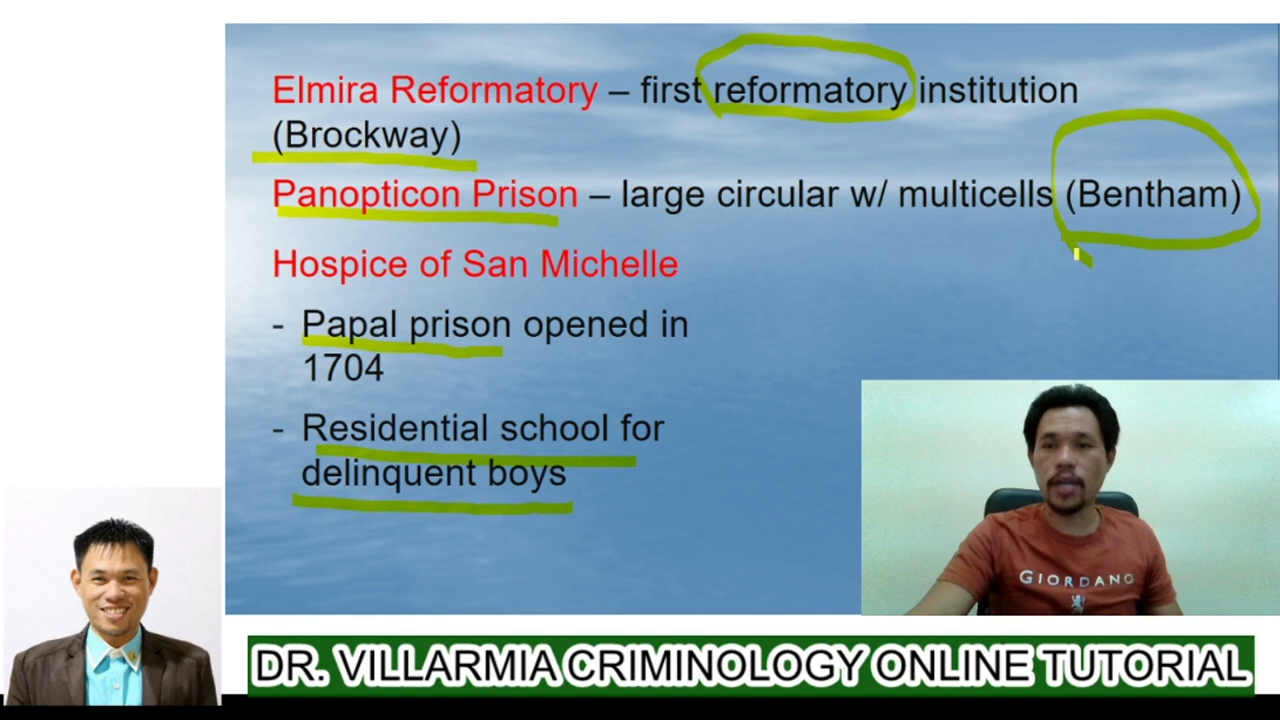 Elmira Reformatory – first reformatory institution
(Brockway)
Panopticon Prison – large circular w/ multicells (Bentham)
Hospice of San Michelle
- Papal prison opened in
1704
- Residential school for
delinquent boys
GIORDANO
DR. VILLARMIA CRIMINOLOGY ONLINE TUTORIAL